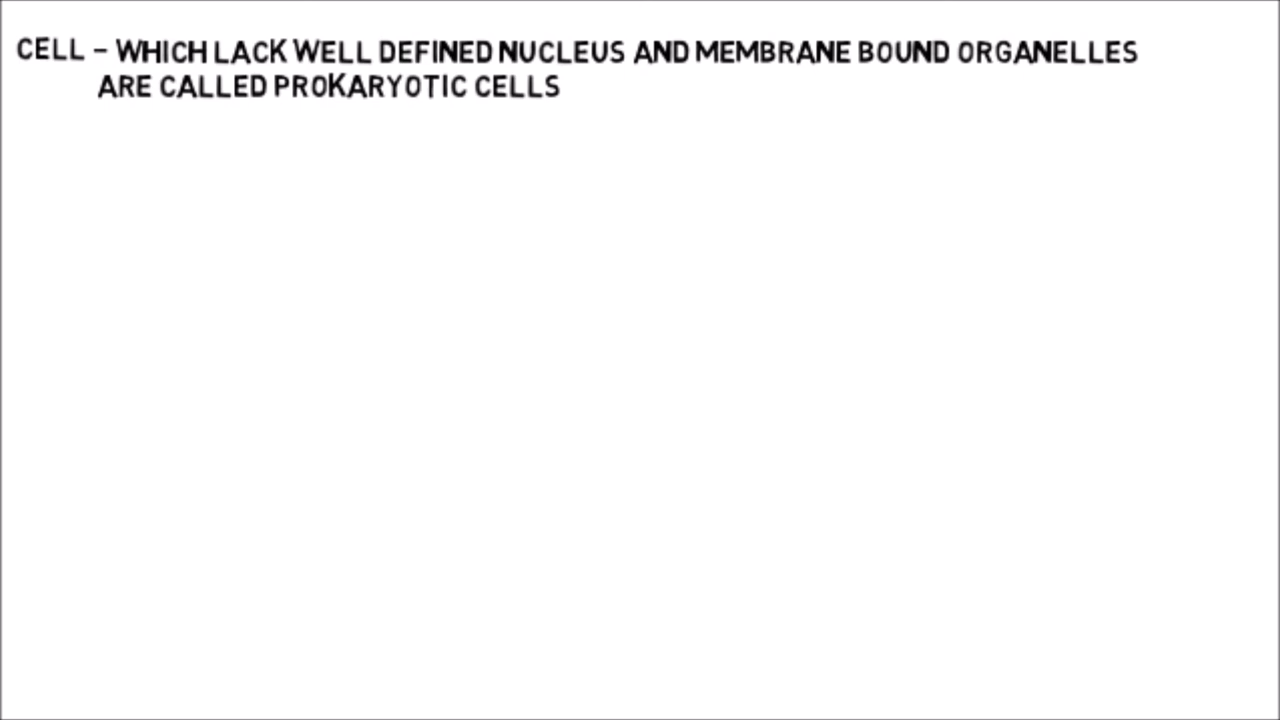 CELL – WHICH LACK WELL DEFINED NUCLEUS AND MEMBRANE BOUND ORGANELLES
ARE CALLED PROKARYOTIC CELLS